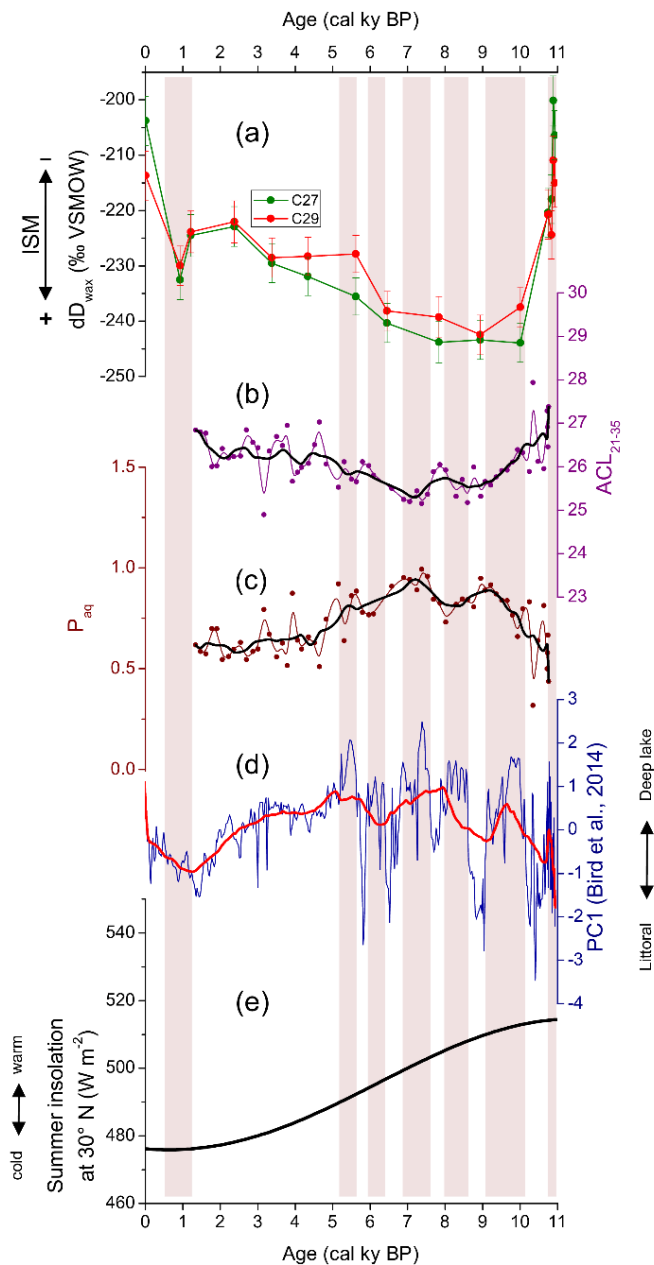 Age (cal ky BP)
0 1 2 3 4 5 6 7 8 9 10 11
(a)
-200
-210
-220
-230
-240
-250
ISM
−
+
dD_wax (‰ VSMOW)
C27
C29
(b)
30
29
28
27
26
25
24
23
ACL_21-35
(c)
1.5
1.0
0.5
0.0
P_aq
(d)
3
2
1
0
-1
-2
-3
-4
PC1 (Bird et al., 2014)
Deep lake
Littoral
(e)
540
520
500
480
460
Summer insolation
at 30° N (W m⁻²)
warm
cold
0 1 2 3 4 5 6 7 8 9 10 11
Age (cal ky BP)